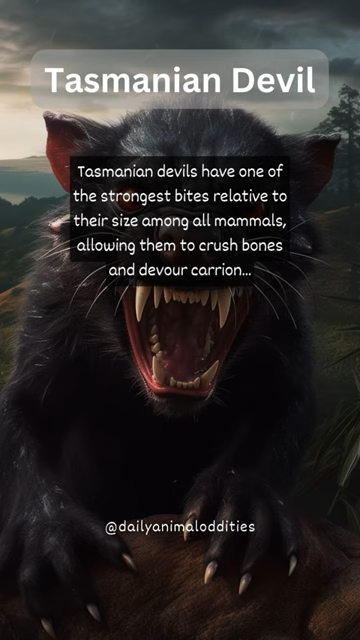 Tasmanian Devil
Tasmanian devils have one of
the strongest bites relative to
their size among all mammals,
allowing them to crush bones
and devour carrion...
@dailyanimaloddities